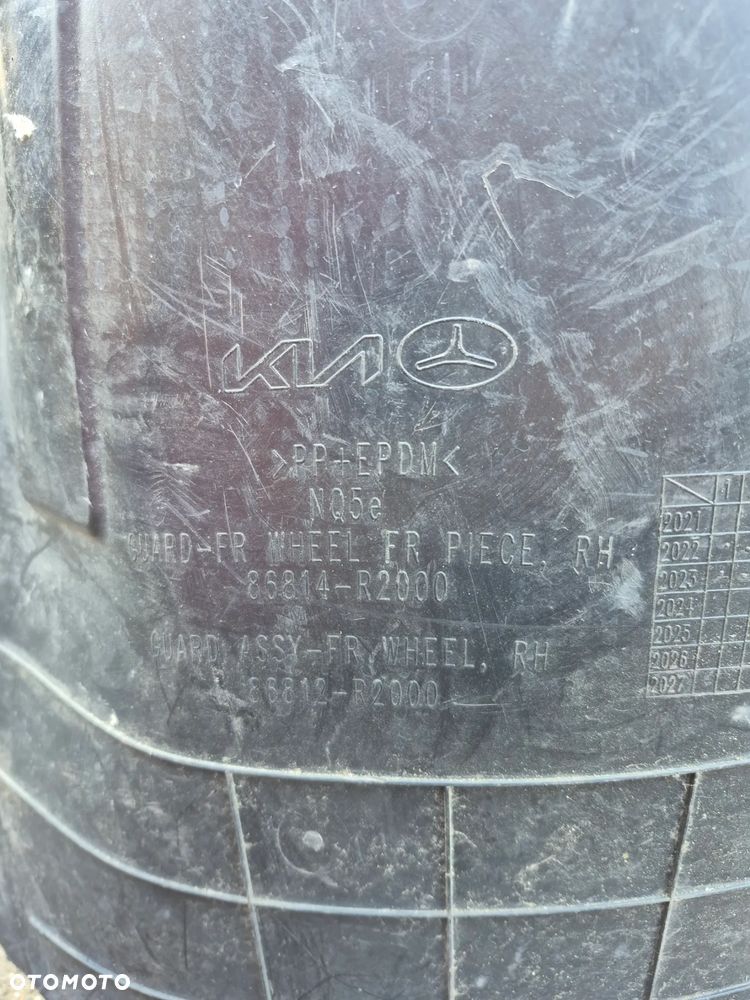 KIA
>PP+EPDM<
NQ5e
GUARD-FR WHEEL FR PIECE, RH
86814-R2000
GUARD ASSY-FR WHEEL, RH
86812-R2000
1
2021
2022
2023
2024
2025
2026
2027
OTOMOTO